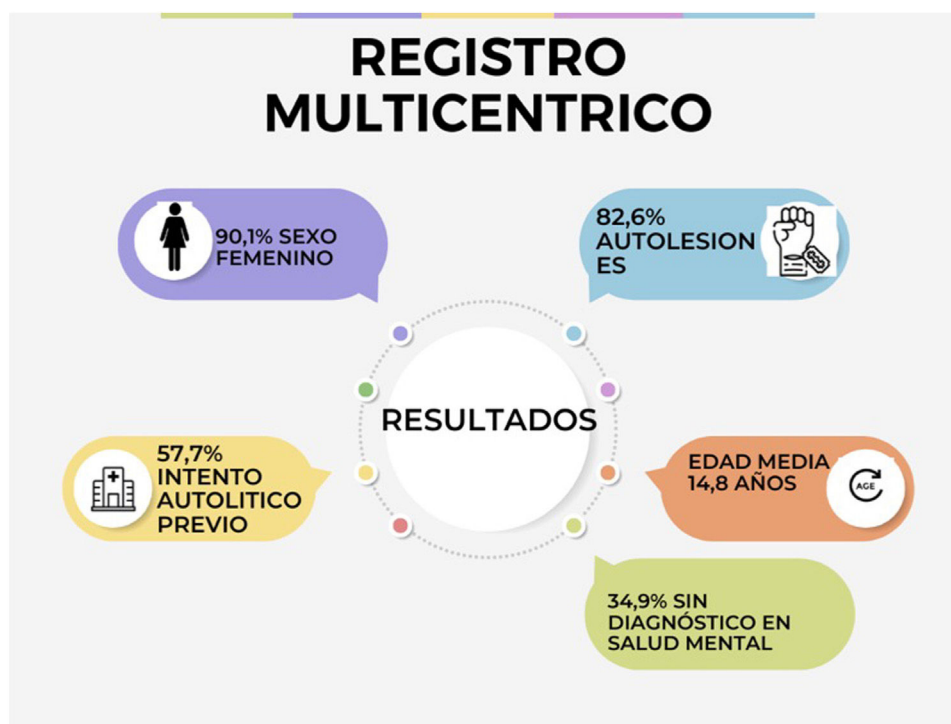 REGISTRO
MULTICENTRICO
90,1% SEXO
FEMENINO
82,6%
AUTOLESION
ES
RESULTADOS
57,7%
INTENTO
AUTOLITICO
PREVIO
EDAD MEDIA
14,8 AÑOS
AGE
34,9% SIN
DIAGNÓSTICO EN
SALUD MENTAL